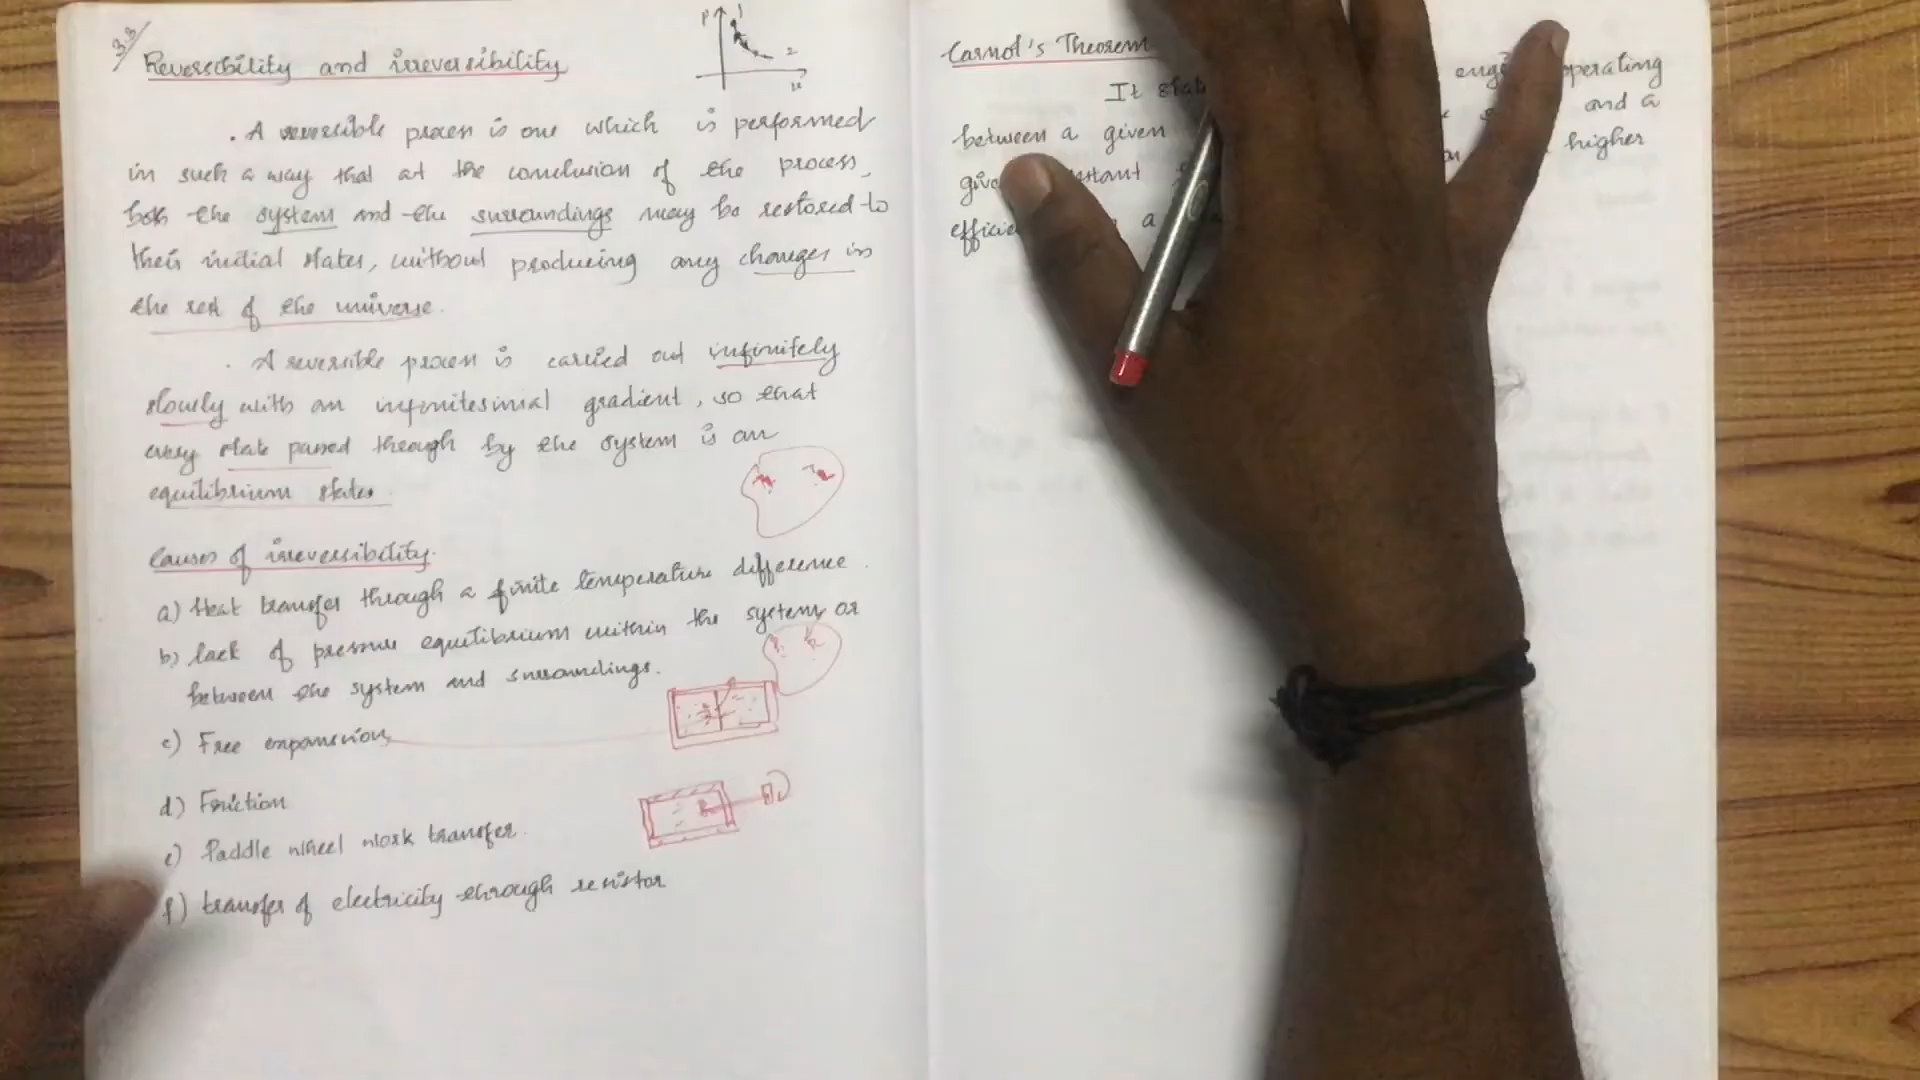 3.3
Reversibility and irreversibility
P
1
2
. A reversible process is one which is performed
in such a way that at the conclusion of the process,
both the system and the surroundings may be restored to
their initial states, without producing any changes in
the rest of the universe.
. A reversible process is carried out infinitely
slowly with an infinitesimal gradient, so that
every state passed through by the system is an
equilibrium states.
Causes of irreversibility.
a) Heat transfer through a finite temperature difference.
b) lack of pressure equilibrium within the system or
between the system and surroundings.
c) Free expansion
d) Friction
e) Paddle wheel work transfer.
f) transfer of electricity through resistor
Carnot's Theorem
It operating
between a given and a
higher
a